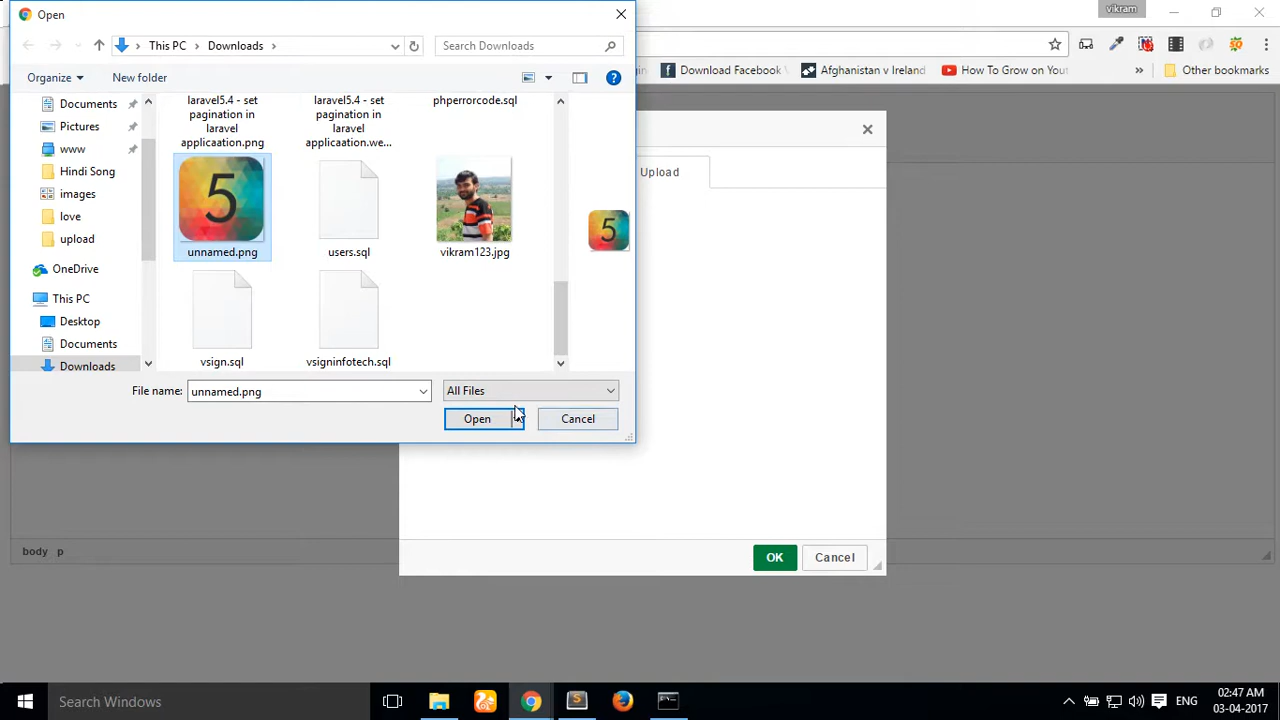 Open
vikram
This PC
Downloads
Search Downloads
Organize
New folder
?
Download Facebook
Afghanistan v Ireland
How To Grow on You
»
Other bookmarks
Documents
Pictures
www
Hindi Song
images
love
upload
OneDrive
This PC
Desktop
Documents
Downloads
laravel5.4 - set
pagination in
laravel
applicaation.png
laravel5.4 - set
pagination in
laravel
applicaation.we...
phperrorcode.sql
5
unnamed.png
users.sql
vikram123.jpg
5
vsign.sql
vsigninfotech.sql
File name:
unnamed.png
All Files
Open
Cancel
Upload
OK
Cancel
body p
Search Windows
S
ENG
02:47 AM
03-04-2017